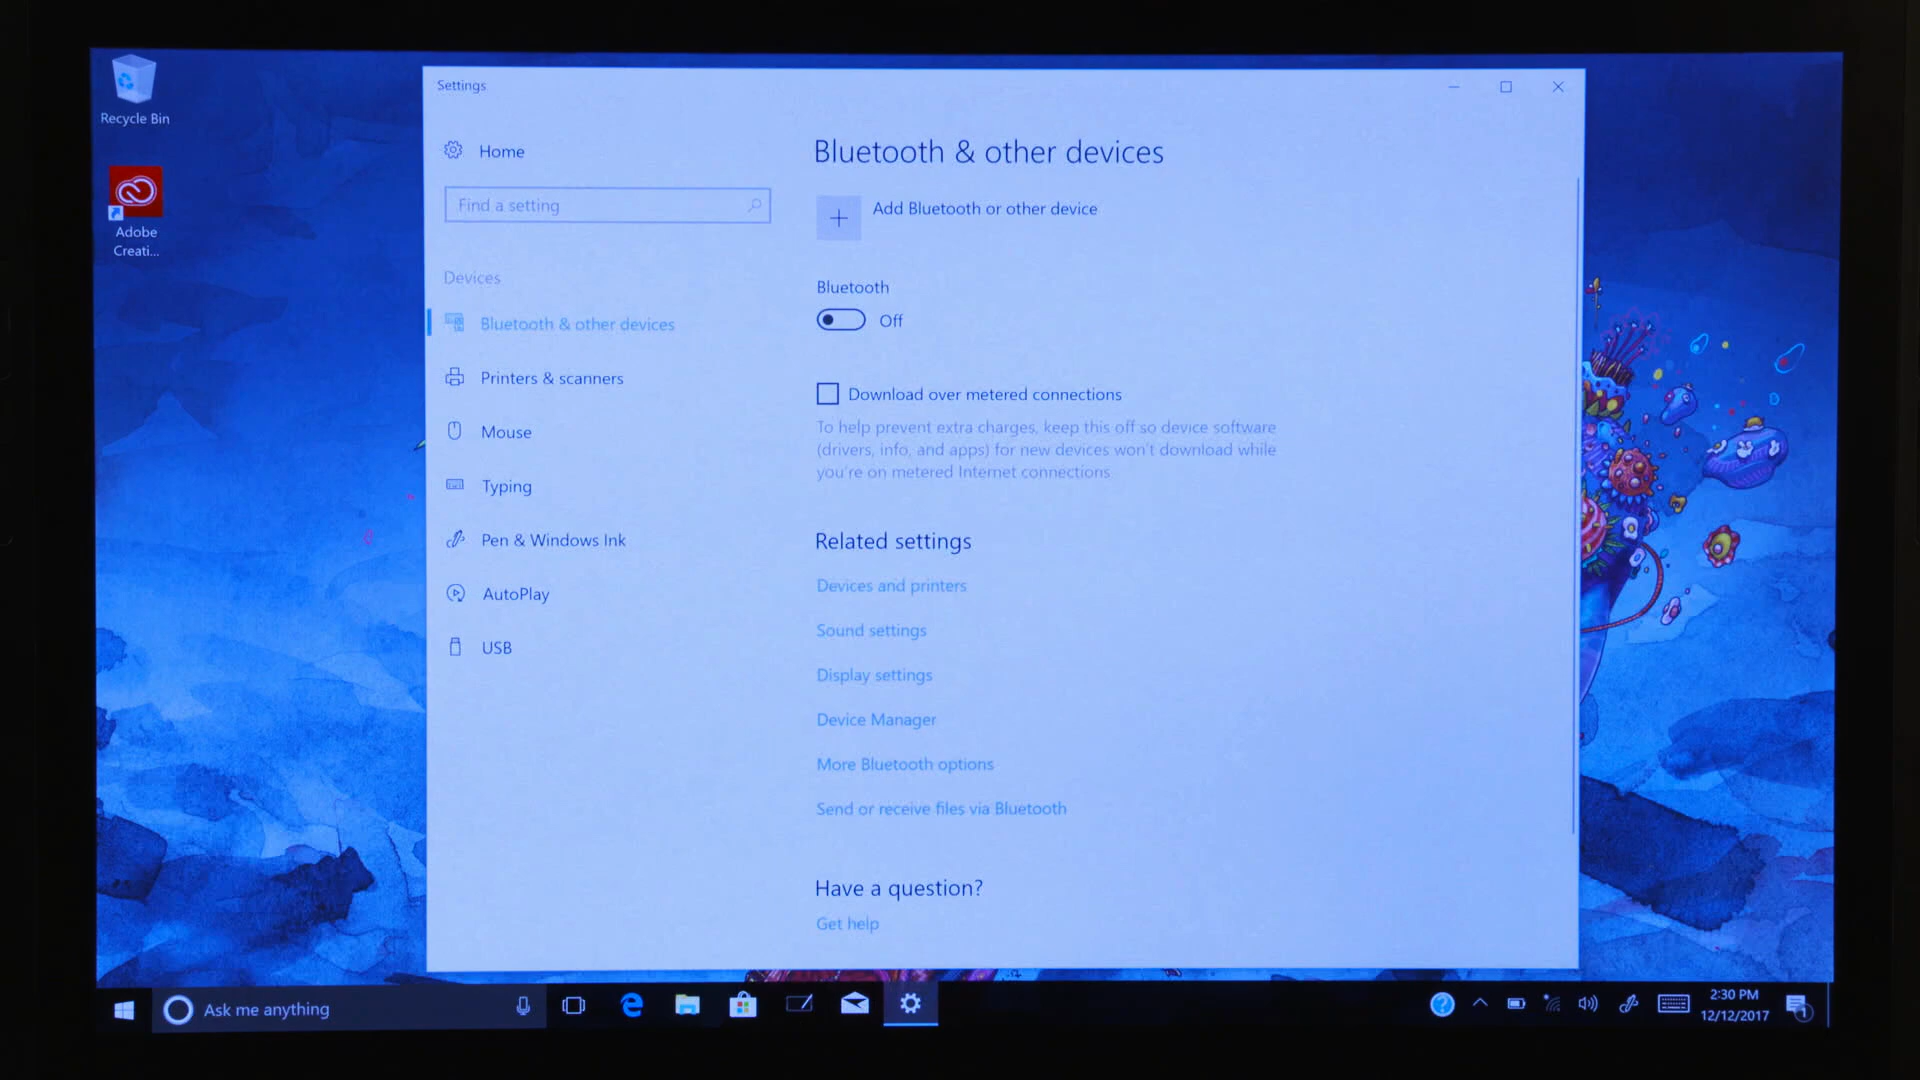 Recycle Bin
Adobe
Creati...
Settings
Home
Find a setting
Devices
Bluetooth & other devices
Printers & scanners
Mouse
Typing
Pen & Windows Ink
AutoPlay
USB
Bluetooth & other devices
Add Bluetooth or other device
Bluetooth
Off
Download over metered connections
To help prevent extra charges, keep this off so device software
(drivers, info, and apps) for new devices won't download while
you're on metered Internet connections
Related settings
Devices and printers
Sound settings
Display settings
Device Manager
More Bluetooth options
Send or receive files via Bluetooth
Have a question?
Get help
Ask me anything
2:30 PM
12/12/2017
1